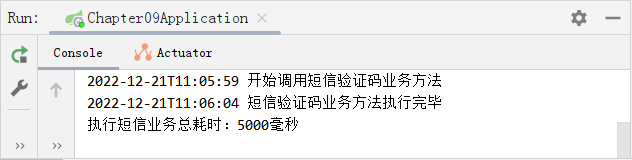 Run: Chapter09Application
Console Actuator
2022-12-21T11:05:59 开始调用短信验证码业务方法
2022-12-21T11:06:04 短信验证码业务方法执行完毕
执行短信业务总耗时：5000毫秒